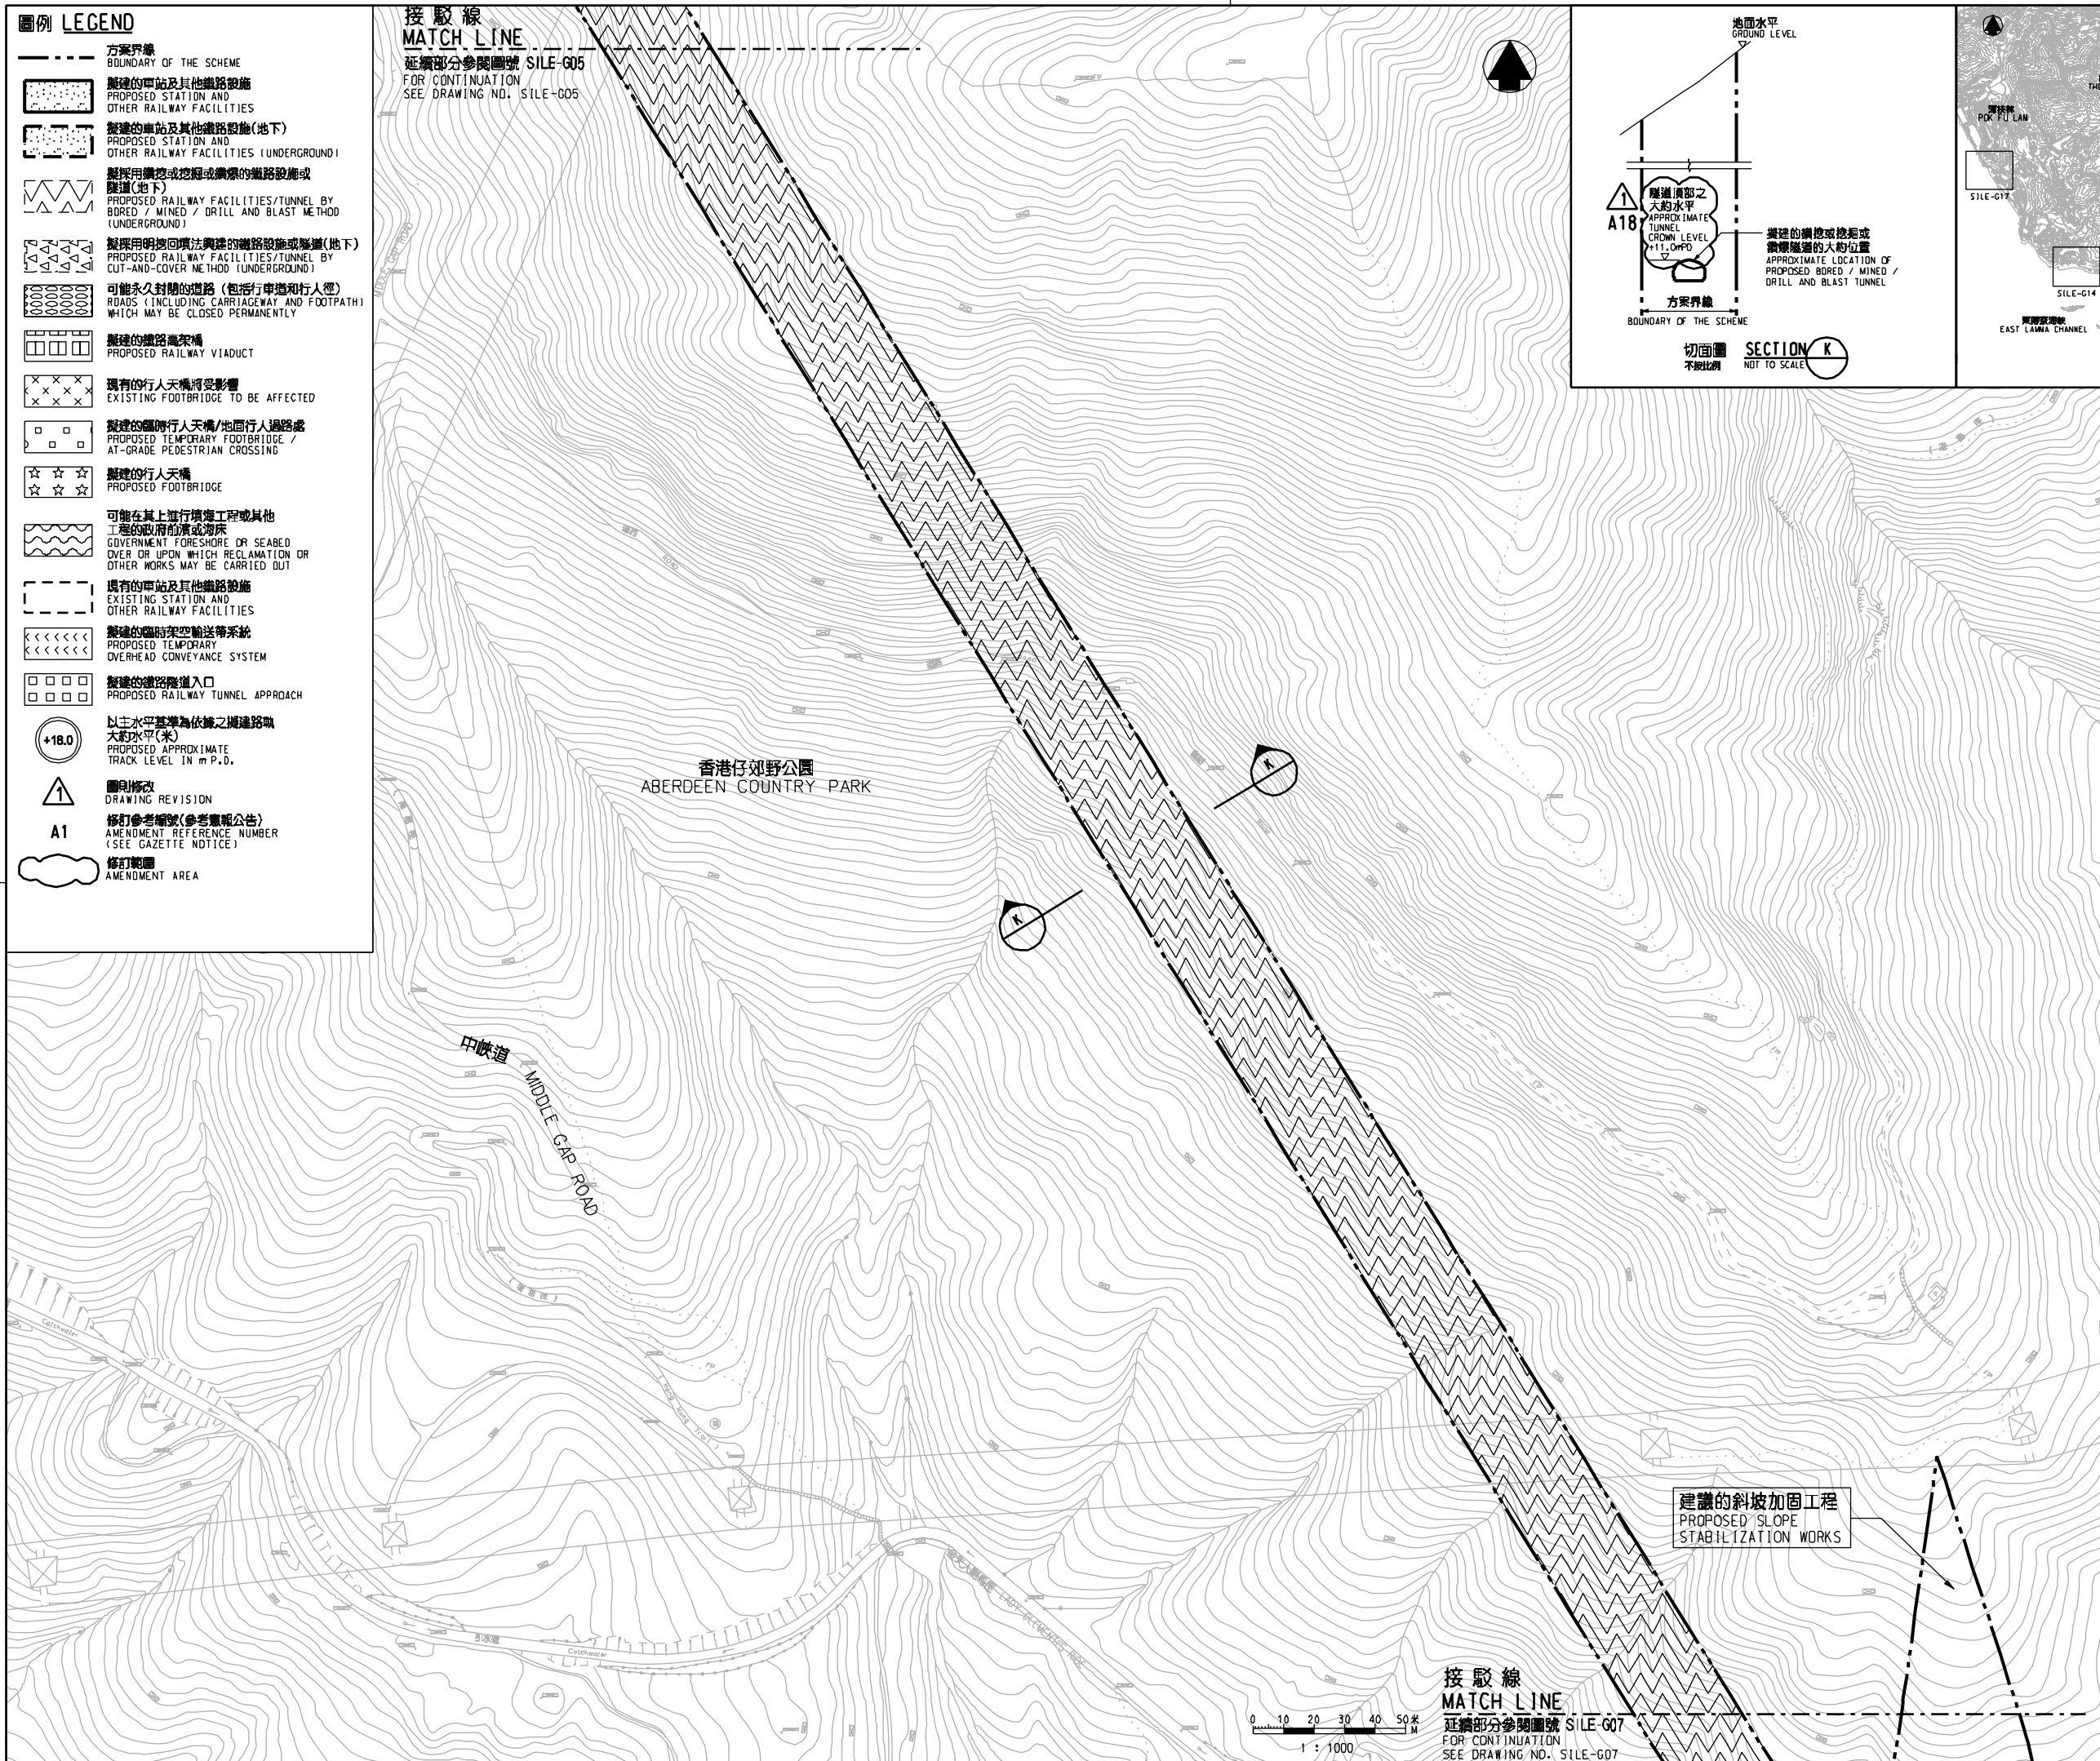 圖例 LEGEND
方案界線
BOUNDARY OF THE SCHEME
擬建的車站及其他鐵路設施
PROPOSED STATION AND
OTHER RAILWAY FACILITIES
擬建的車站及其他鐵路設施(地下)
PROPOSED STATION AND
OTHER RAILWAY FACILITIES (UNDERGROUND)
擬採用鑽挖或挖掘或鑽爆的鐵路設施或
隧道(地下)
PROPOSED RAILWAY FACILITIES/TUNNEL BY
BORED / MINED / DRILL AND BLAST METHOD
(UNDERGROUND)
擬採用明挖回填法興建的鐵路設施或隧道(地下)
PROPOSED RAILWAY FACILITIES/TUNNEL BY
CUT-AND-COVER METHOD (UNDERGROUND)
可能永久封閉的道路 (包括行車道和行人徑)
ROADS (INCLUDING CARRIAGEWAY AND FOOTPATH)
WHICH MAY BE CLOSED PERMANENTLY
擬建的鐵路高架橋
PROPOSED RAILWAY VIADUCT
現有的行人天橋將受影響
EXISTING FOOTBRIDGE TO BE AFFECTED
擬建的臨時行人天橋/地面行人過路處
PROPOSED TEMPORARY FOOTBRIDGE /
AT-GRADE PEDESTRIAN CROSSING
擬建的行人天橋
PROPOSED FOOTBRIDGE
可能在其上進行填海工程或其他
工程的政府前濱或海床
GOVERNMENT FORESHORE OR SEABED
OVER OR UPON WHICH RECLAMATION OR
OTHER WORKS MAY BE CARRIED OUT
現有的車站及其他鐵路設施
EXISTING STATION AND
OTHER RAILWAY FACILITIES
擬建的臨時架空輸送帶系統
PROPOSED TEMPORARY
OVERHEAD CONVEYANCE SYSTEM
擬建的鐵路隧道入口
PROPOSED RAILWAY TUNNEL APPROACH
+18.0
以主水平基準為依據之擬建路軌
大約水平(米)
PROPOSED APPROXIMATE
TRACK LEVEL IN m P.D.
1
圖則修改
DRAWING REVISION
A1
修訂參考編號(參考憲報公告)
AMENDMENT REFERENCE NUMBER
(SEE GAZETTE NOTICE)
修訂範圍
AMENDMENT AREA
接駁線
MATCH LINE
延續部分參閱圖號 SILE-G05
FOR CONTINUATION
SEE DRAWING NO. SILE-G05
MIDDLE GAP ROAD
地面水平
GROUND LEVEL
1
A18
隧道頂部之
大約水平
APPROXIMATE
TUNNEL
CROWN LEVEL
+11.0mPD
擬建的鑽挖或挖掘或
鑽爆隧道的大約位置
APPROXIMATE LOCATION OF
PROPOSED BORED / MINED /
DRILL AND BLAST TUNNEL
方案界線
BOUNDARY OF THE SCHEME
切面圖 SECTION K
不按比例 NOT TO SCALE
薄扶林
POK FU LAM
SILE-G17
SILE-G14
東博寮海峽
EAST LAMMA CHANNEL
香港仔郊野公園
ABERDEEN COUNTRY PARK
K
K
中峽道
MIDDLE GAP ROAD
Catchwater
Hong Kong Trail
引水道
Catchwater
LADY CLEMENTI'S RIDE
建議的斜坡加固工程
PROPOSED SLOPE
STABILIZATION WORKS
0 10 20 30 40 50 米
M
1 : 1000
接駁線
MATCH LINE
延續部分參閱圖號 SILE-G07
FOR CONTINUATION
SEE DRAWING NO. SILE-G07